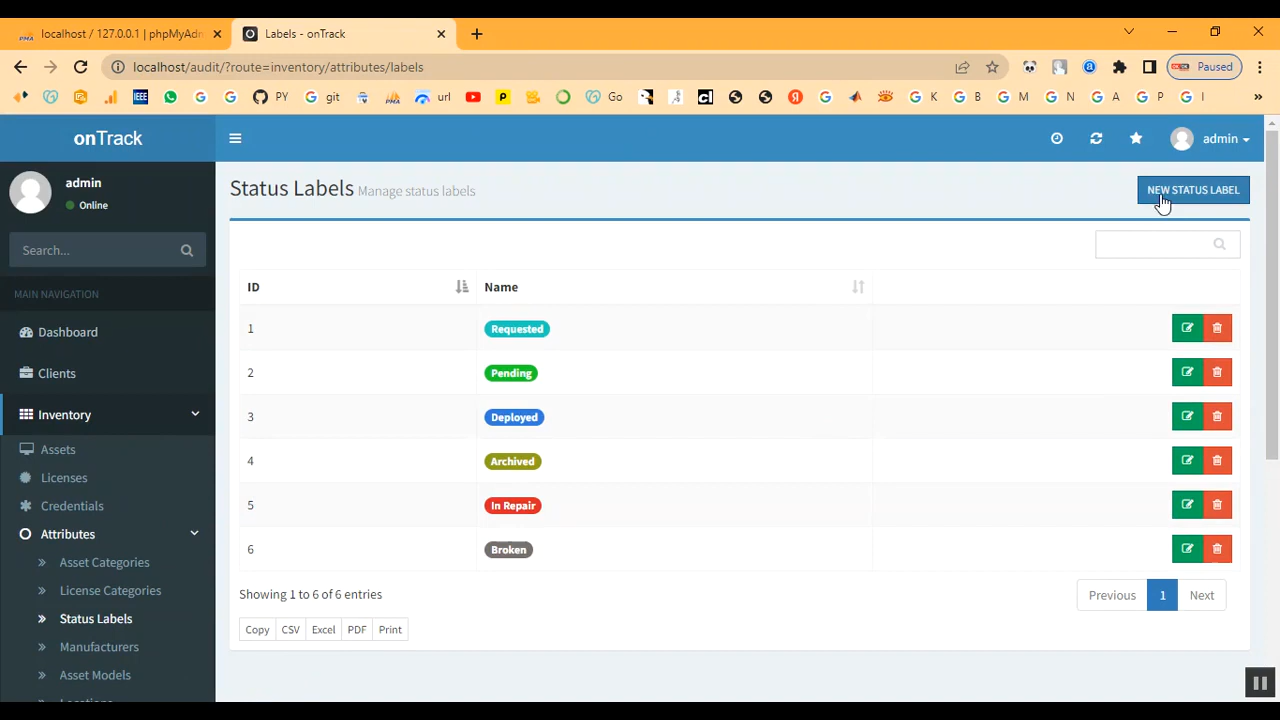 localhost / 127.0.0.1 | phpMyAdn
Labels - onTrack
localhost/audit/?route=inventory/attributes/labels
Paused
IEEE
PY
git
url
Go
K
B
M
N
A
P
I
»
onTrack
admin
admin
Online
Search...
MAIN NAVIGATION
Dashboard
Clients
Inventory
Assets
Licenses
Credentials
Attributes
Asset Categories
License Categories
Status Labels
Manufacturers
Asset Models
Status Labels Manage status labels
NEW STATUS LABEL
ID Name
1 Requested
2 Pending
3 Deployed
4 Archived
5 In Repair
6 Broken
Showing 1 to 6 of 6 entries
Previous 1 Next
Copy CSV Excel PDF Print